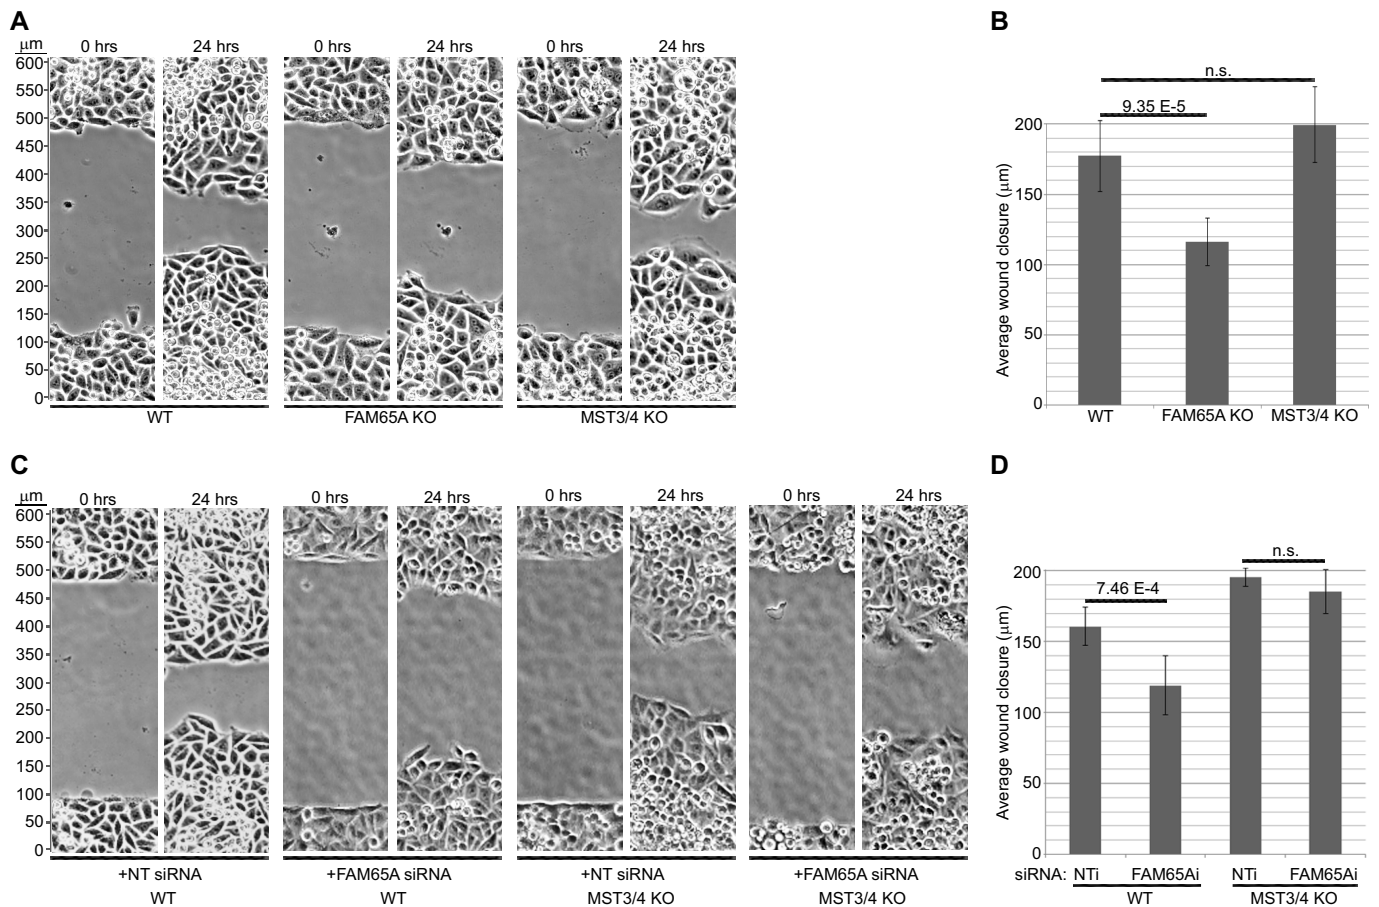 A
μm
0 hrs
24 hrs
0 hrs
24 hrs
0 hrs
24 hrs
600
550
500
450
400
350
300
250
200
150
100
50
0
WT
FAM65A KO
MST3/4 KO
B
n.s.
9.35 E-5
Average wound closure (μm)
200
150
100
50
0
WT
FAM65A KO
MST3/4 KO
C
μm
0 hrs
24 hrs
0 hrs
24 hrs
0 hrs
24 hrs
0 hrs
24 hrs
600
550
500
450
400
350
300
250
200
150
100
50
0
+NT siRNA
WT
+FAM65A siRNA
WT
+NT siRNA
MST3/4 KO
+FAM65A siRNA
MST3/4 KO
D
n.s.
7.46 E-4
Average wound closure (μm)
200
150
100
50
0
siRNA: NTi FAM65Ai NTi FAM65Ai
WT MST3/4 KO